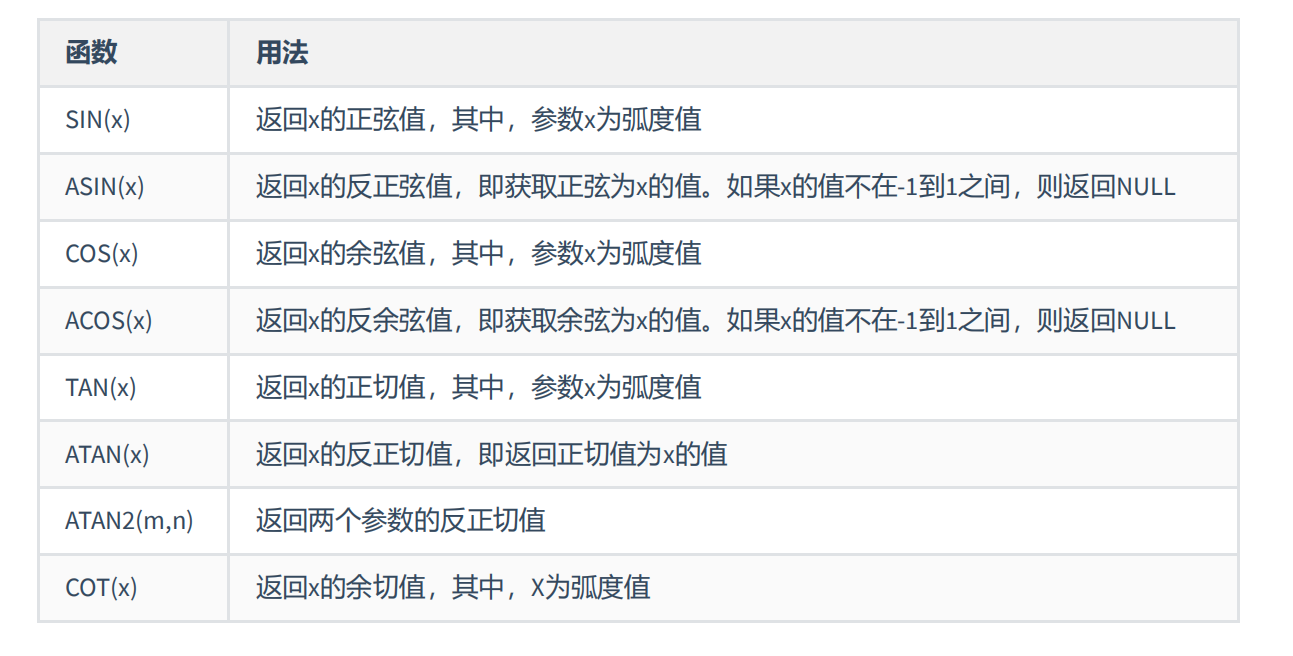 函数 用法
SIN(x) 返回x的正弦值，其中，参数x为弧度值
ASIN(x) 返回x的反正弦值，即获取正弦为x的值。如果x的值不在-1到1之间，则返回NULL
COS(x) 返回x的余弦值，其中，参数x为弧度值
ACOS(x) 返回x的反余弦值，即获取余弦为x的值。如果x的值不在-1到1之间，则返回NULL
TAN(x) 返回x的正切值，其中，参数x为弧度值
ATAN(x) 返回x的反正切值，即返回正切值为x的值
ATAN2(m,n) 返回两个参数的反正切值
COT(x) 返回x的余切值，其中，X为弧度值